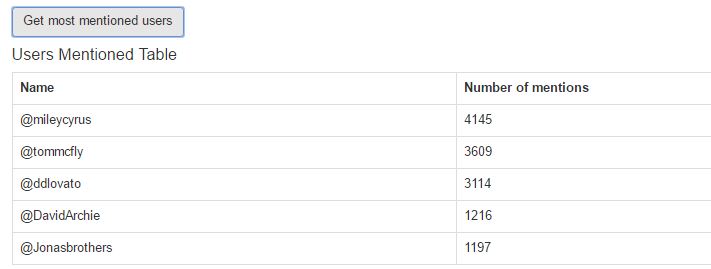 Get most mentioned users
Users Mentioned Table
Name Number of mentions
@mileycyrus 4145
@tommcfly 3609
@ddlovato 3114
@DavidArchie 1216
@Jonasbrothers 1197